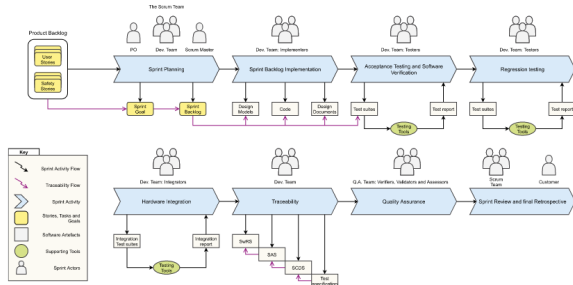 The Scrum Team
Product Backlog
PO
Dev. Team
Scrum Master
Dev. Team: Implementers
Dev. Team: Testers
Dev. Team: Testers
User
Stories
Safety
Stories
Sprint Planning
Sprint Backlog Implementation
Acceptance Testing and Software
Verification
Regression testing
Sprint
Goal
Sprint
Backlog
Design
Models
Code
Design
Documents
Test suites
Test report
Testing
Tools
Test suites
Test report
Testing
Tools
Key
Sprint Activity Flow
Traceability Flow
Sprint Activity
Stories, Tasks and
Goals
Software Artefacts
Supporting Tools
Sprint Actors
Dev. Team: Integrators
Dev. Team
Q.A. Team: Verifiers, Validators and Assessors
Scrum
Team
Customer
Hardware Integration
Traceability
Quality Assurance
Sprint Review and final Retrospective
Integration
Test suites
Integration
report
Testing
Tools
SwRS
SAS
SCDS
Test